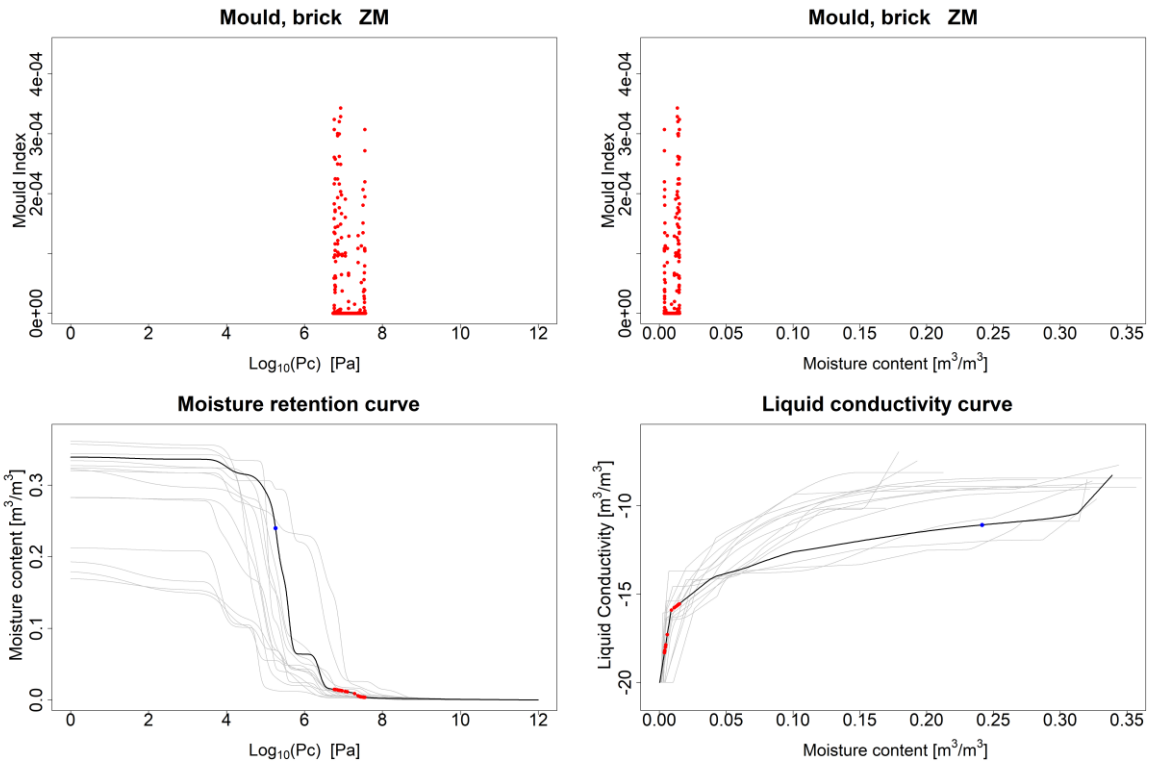 Mould, brick ZM
Mould Index
0e+00 2e-04 3e-04 4e-04
0 2 4 6 8 10 12
Log₁₀(Pc) [Pa]
Mould, brick ZM
Mould Index
0e+00 2e-04 3e-04 4e-04
0.00 0.05 0.10 0.15 0.20 0.25 0.30 0.35
Moisture content [m³/m³]
Moisture retention curve
Moisture content [m³/m³]
0.0 0.1 0.2 0.3
0 2 4 6 8 10 12
Log₁₀(Pc) [Pa]
Liquid conductivity curve
Liquid Conductivity [m³/m³]
-20 -15 -10
0.00 0.05 0.10 0.15 0.20 0.25 0.30 0.35
Moisture content [m³/m³]